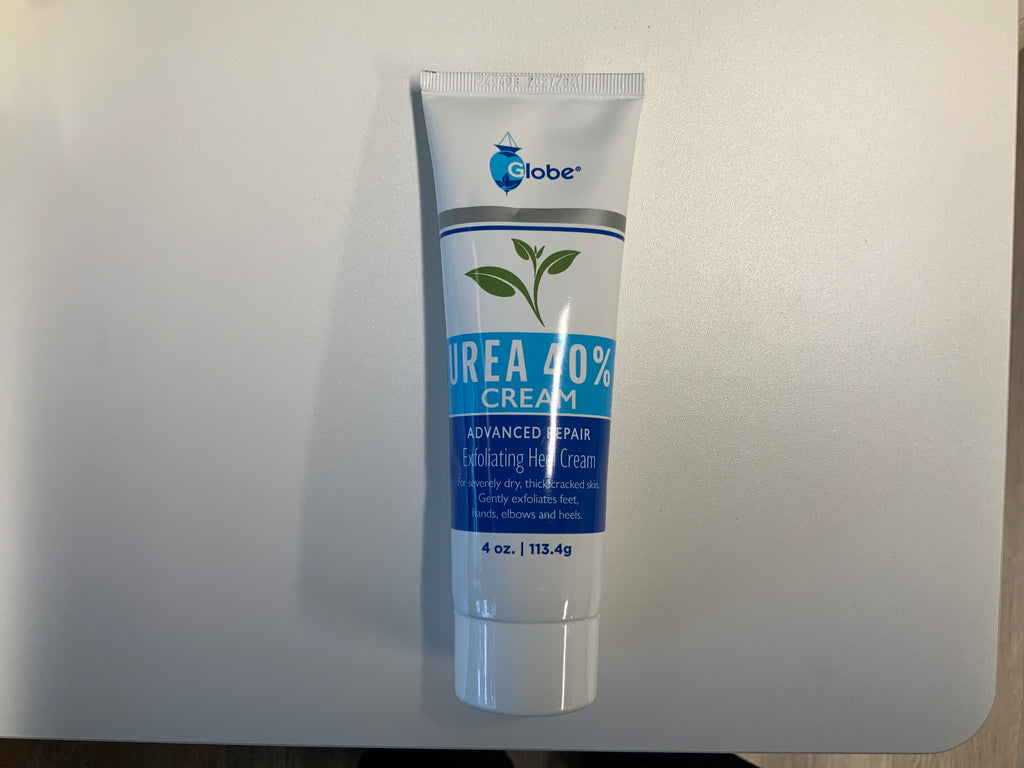 Globe®
UREA 40%
CREAM
ADVANCED REPAIR
Exfoliating Heel Cream
For severely dry, thick cracked skin.
Gently exfoliates feet,
hands, elbows and heels.
4 oz. | 113.4g